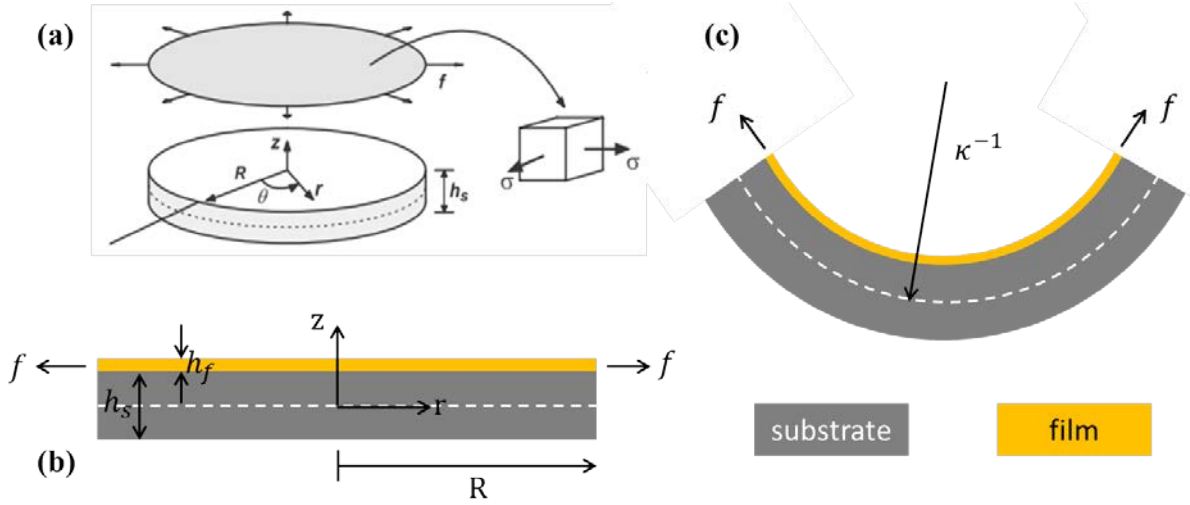 (a)
f
z
R
θ
r
h_s
σ
σ
(c)
f
f
κ⁻¹
z
f
h_f
f
h_s
r
(b)
R
substrate
film